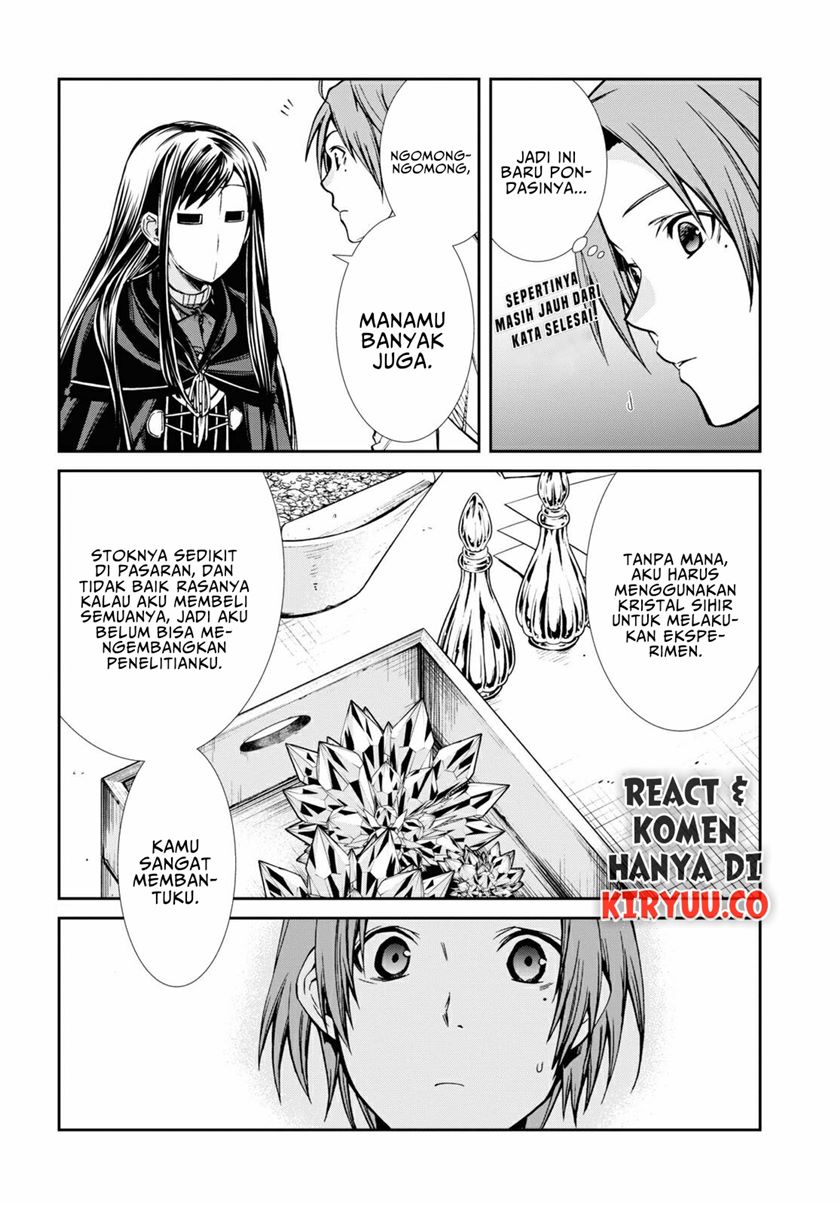 JADI INI
BARU PON-
DASINYA...
SEPERTINYA
MASIH JAUH DARI
KATA SELESAI!
NGOMONG-
NGOMONG,
MANAMU
BANYAK
JUGA.
TANPA MANA,
AKU HARUS
MENGGUNAKAN
KRISTAL SIHIR
UNTUK MELAKU-
KAN EKSPE-
RIMEN.
STOKNYA SEDIKIT
DI PASARAN, DAN
TIDAK BAIK RASANYA
KALAU AKU MEMBELI
SEMUANYA, JADI AKU
BELUM BISA ME-
NGEMBANGKAN
PENELITIANKU.
KAMU
SANGAT
MEMBAN-
TUKU.
REACT &
KOMEN
HANYA DI
KIRYUU.CO